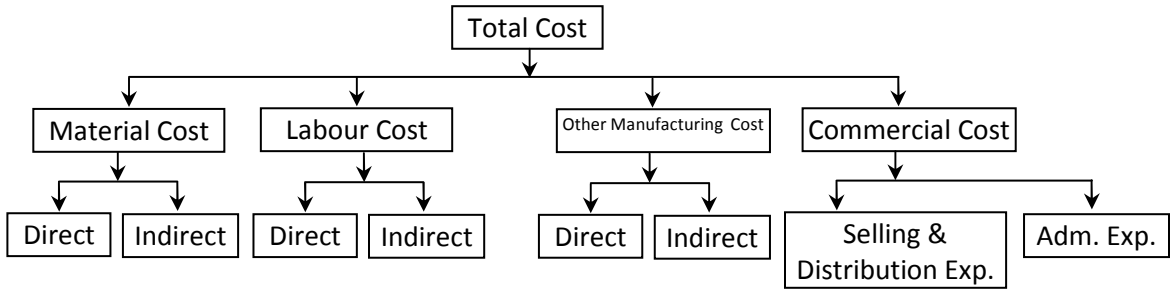 Total Cost
Material Cost
Labour Cost
Other Manufacturing Cost
Commercial Cost
Direct
Indirect
Direct
Indirect
Direct
Indirect
Selling &
Distribution Exp.
Adm. Exp.